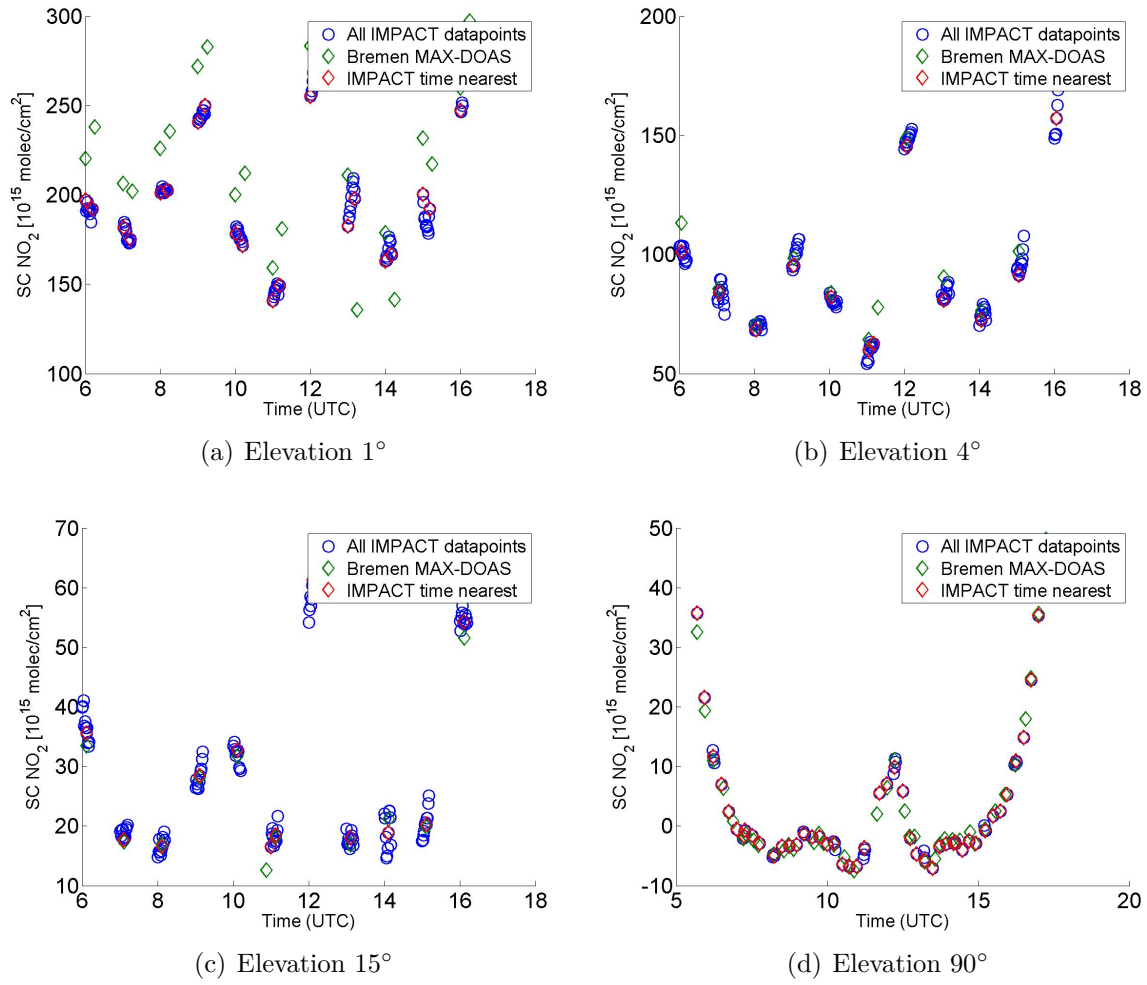 300
250
200
150
100
6
8
10
12
14
16
18
SC NO2 [10^15 molec/cm^2]
Time (UTC)
All IMPACT datapoints
Bremen MAX-DOAS
IMPACT time nearest
(a) Elevation 1°
200
150
100
50
6
8
10
12
14
16
18
SC NO2 [10^15 molec/cm^2]
Time (UTC)
All IMPACT datapoints
Bremen MAX-DOAS
IMPACT time nearest
(b) Elevation 4°
70
60
50
40
30
20
10
6
8
10
12
14
16
18
SC NO2 [10^15 molec/cm^2]
Time (UTC)
All IMPACT datapoints
Bremen MAX-DOAS
IMPACT time nearest
(c) Elevation 15°
50
40
30
20
10
0
-10
5
10
15
20
SC NO2 [10^15 molec/cm^2]
Time (UTC)
All IMPACT datapoints
Bremen MAX-DOAS
IMPACT time nearest
(d) Elevation 90°